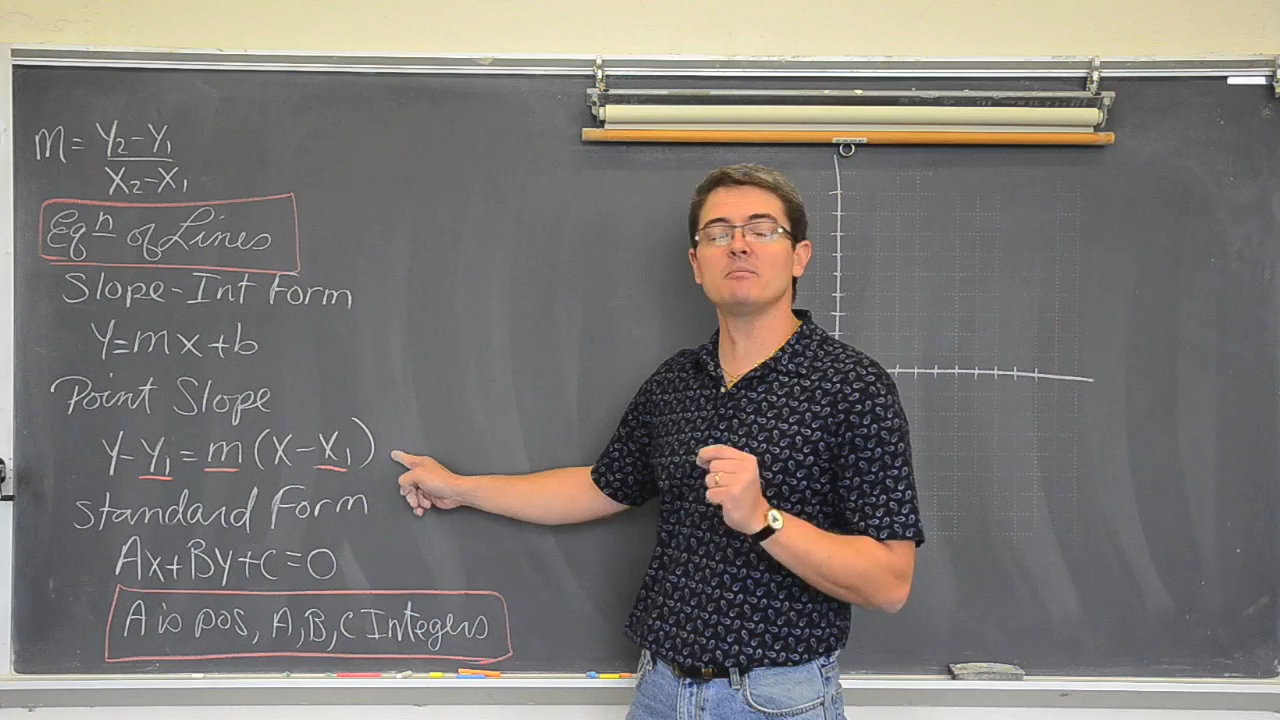 m = Y₂-Y₁
X₂-X₁
Eqn of Lines
Slope-Int Form
Y=mx+b
Point Slope
Y-Y₁=m(X-X₁)
standard Form
Ax+By+c=0
A is pos, A,B,C Integers